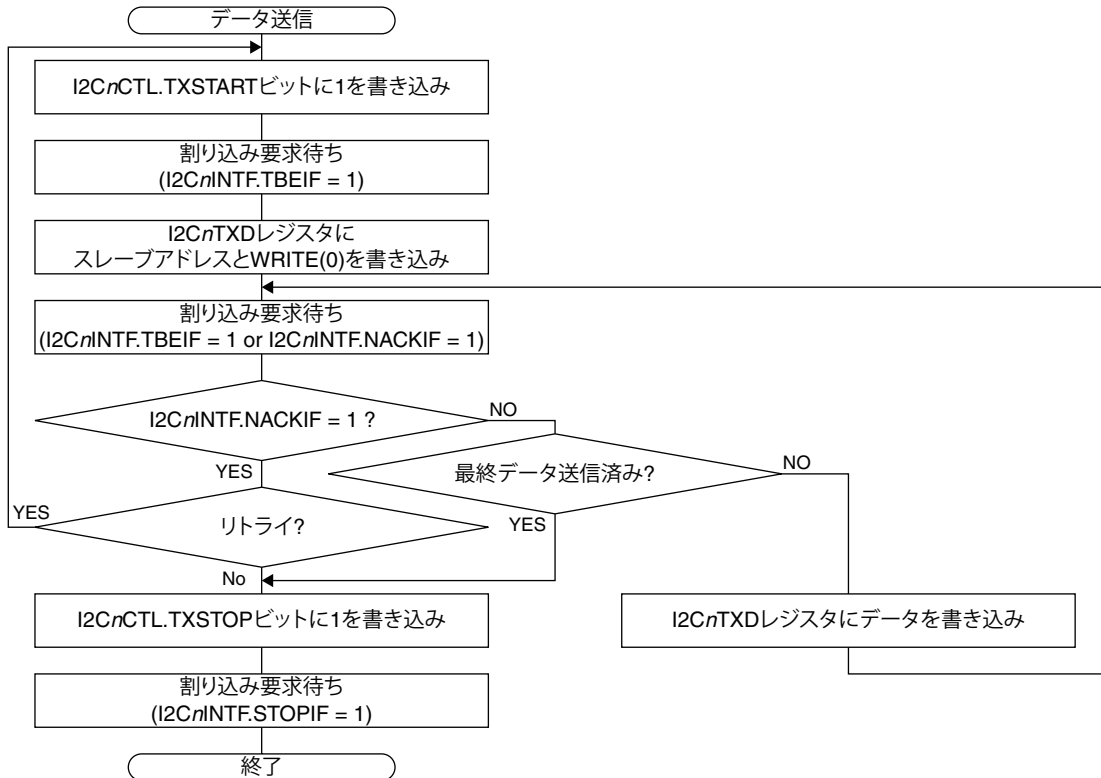 データ送信
I2CnCTL.TXSTARTビットに1を書き込み
割り込み要求待ち
(I2CnINTF.TBEIF = 1)
I2CnTXDレジスタに
スレーブアドレスとWRITE(0)を書き込み
割り込み要求待ち
(I2CnINTF.TBEIF = 1 or I2CnINTF.NACKIF = 1)
I2CnINTF.NACKIF = 1 ?
NO
YES
最終データ送信済み?
NO
YES
リトライ?
YES
No
I2CnCTL.TXSTOPビットに1を書き込み
I2CnTXDレジスタにデータを書き込み
割り込み要求待ち
(I2CnINTF.STOPIF = 1)
終了